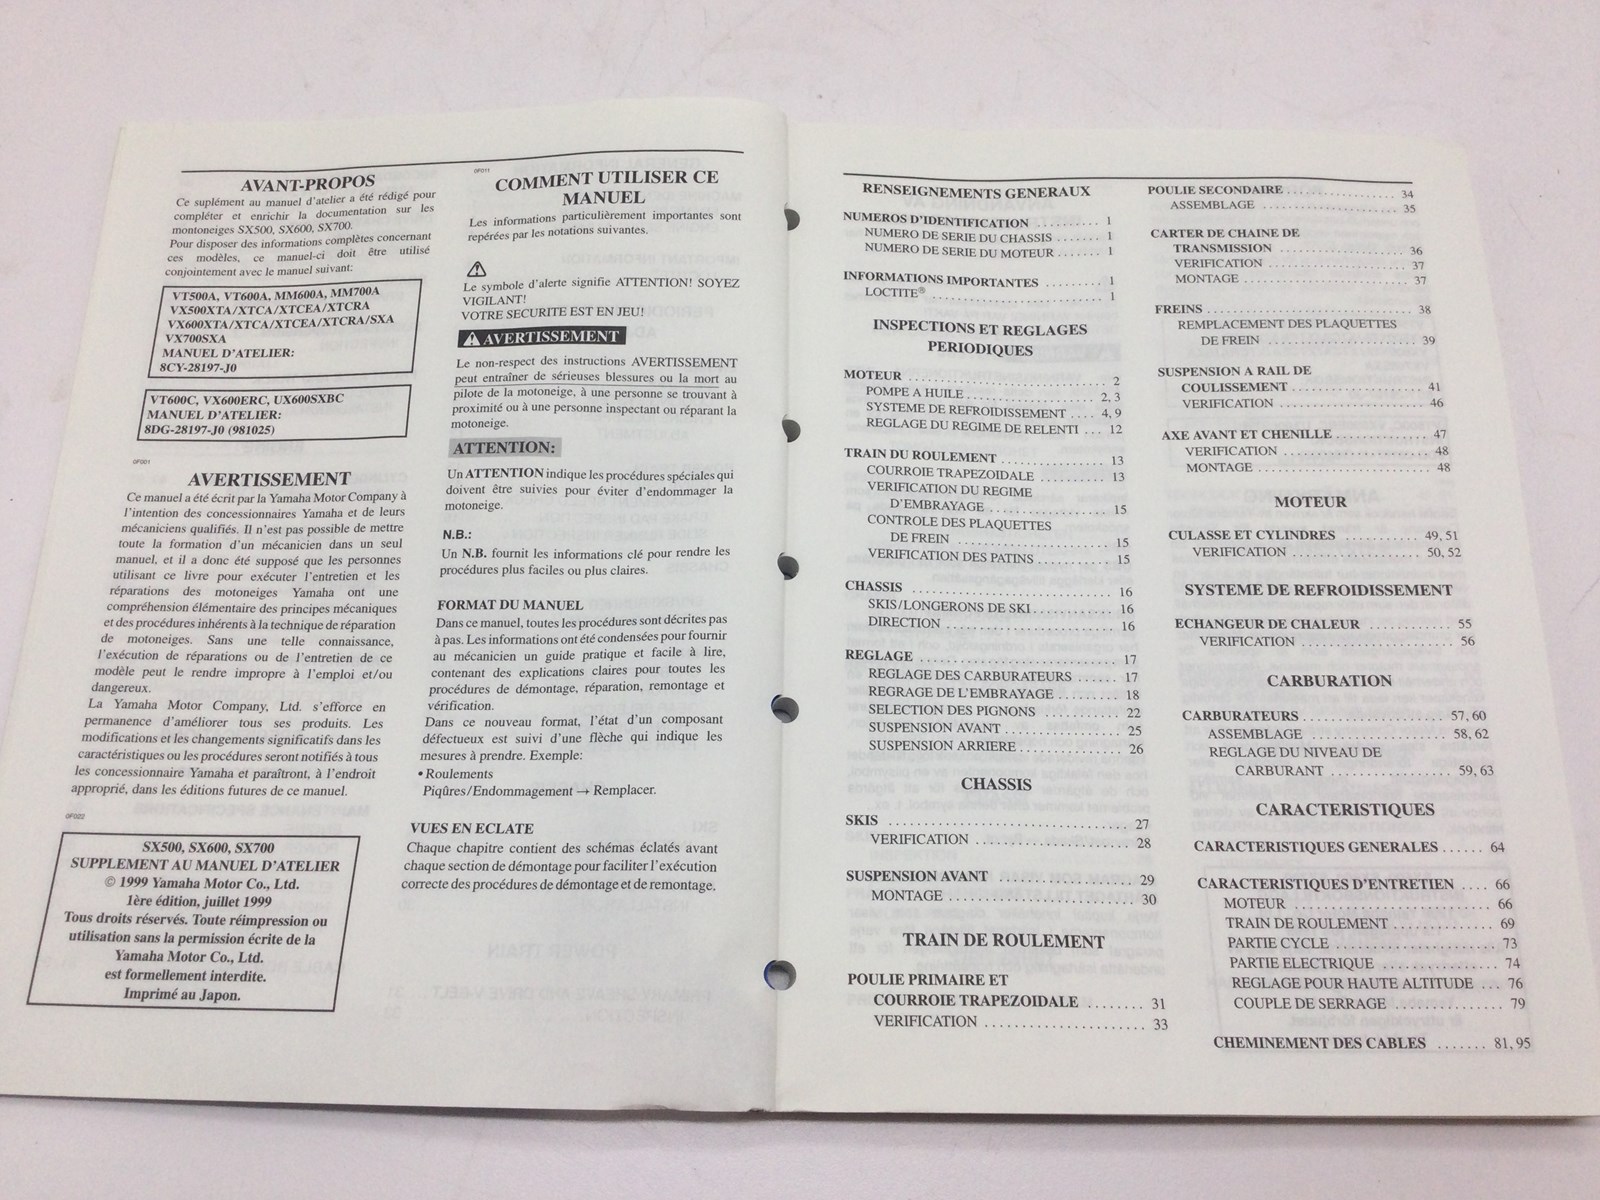 AVANT-PROPOS
Ce suplément au manuel d'atelier a été rédigé pour
compléter et enrichir la documentation sur les
montoneiges SX500, SX600, SX700.
Pour disposer des informations complètes concernant
ces modèles, ce manuel-ci doit être utilisé
conjointement avec le manuel suivant:
VT500A, VT600A, MM600A, MM700A
VX500XTA/XTCA/XTCEA/XTCRA
VX600XTA/XTCA/XTCEA/XTCRA/SXA
VX700SXA
MANUEL D'ATELIER:
8CY-28197-J0
VT600C, VX600ERC, UX600SXBC
MANUEL D'ATELIER:
8DG-28197-J0 (981025)
0F001
AVERTISSEMENT
Ce manuel a été écrit par la Yamaha Motor Company à
l'intention des concessionnaires Yamaha et de leurs
mécaniciens qualifiés. Il n'est pas possible de mettre
toute la formation d'un mécanicien dans un seul
manuel, et il a donc été supposé que les personnes
utilisant ce livre pour exécuter l'entretien et les
réparations des motoneiges Yamaha ont une
compréhension élémentaire des principes mécaniques
et des procédures inhérents à la technique de réparation
de motoneiges. Sans une telle connaissance,
l'exécution de réparations ou de l'entretien de ce
modèle peut le rendre impropre à l'emploi et/ou
dangereux.
La Yamaha Motor Company, Ltd. s'efforce en
permanence d'améliorer tous ses produits. Les
modifications et les changements significatifs dans les
caractéristiques ou les procédures seront notifiés à tous
les concessionnaire Yamaha et paraîtront, à l'endroit
approprié, dans les éditions futures de ce manuel.
0F022
SX500, SX600, SX700
SUPPLEMENT AU MANUEL D'ATELIER
© 1999 Yamaha Motor Co., Ltd.
1ère édition, juillet 1999
Tous droits réservés. Toute réimpression ou
utilisation sans la permission écrite de la
Yamaha Motor Co., Ltd.
est formellement interdite.
Imprimé au Japon.
0F011
COMMENT UTILISER CE
MANUEL
Les informations particulièrement importantes sont
repérées par les notations suivantes.
Le symbole d'alerte signifie ATTENTION! SOYEZ
VIGILANT!
VOTRE SECURITE EST EN JEU!
AVERTISSEMENT
Le non-respect des instructions AVERTISSEMENT
peut entraîner de sérieuses blessures ou la mort au
pilote de la motoneige, à une personne se trouvant à
proximité ou à une personne inspectant ou réparant la
motoneige.
ATTENTION:
Un ATTENTION indique les procédures spéciales qui
doivent être suivies pour éviter d'endommager la
motoneige.
N.B.:
Un N.B. fournit les informations clé pour rendre les
procédures plus faciles ou plus claires.
FORMAT DU MANUEL
Dans ce manuel, toutes les procédures sont décrites pas
à pas. Les informations ont été condensées pour fournir
au mécanicien un guide pratique et facile à lire,
contenant des explications claires pour toutes les
procédures de démontage, réparation, remontage et
vérification.
Dans ce nouveau format, l'état d'un composant
défectueux est suivi d'une flèche qui indique les
mesures à prendre. Exemple:
• Roulements
Piqûres/Endommagement → Remplacer.
VUES EN ECLATE
Chaque chapitre contient des schémas éclatés avant
chaque section de démontage pour faciliter l'exécution
correcte des procédures de démontage et de remontage.
RENSEIGNEMENTS GENERAUX
NUMEROS D'IDENTIFICATION .......... 1
NUMERO DE SERIE DU CHASSIS ....... 1
NUMERO DE SERIE DU MOTEUR ....... 1
INFORMATIONS IMPORTANTES ........ 1
LOCTITE® ........................ 1
INSPECTIONS ET REGLAGES
PERIODIQUES
MOTEUR ............................. 2
POMPE A HUILE .................... 2, 3
SYSTEME DE REFROIDISSEMENT .... 4, 9
REGLAGE DU REGIME DE RELENTI ... 12
TRAIN DU ROULEMENT ................ 13
COURROIE TRAPEZOIDALE .......... 13
VERIFICATION DU REGIME
D'EMBRAYAGE .................. 15
CONTROLE DES PLAQUETTES
DE FREIN ...................... 15
VERIFICATION DES PATINS ........... 15
CHASSIS ............................ 16
SKIS/LONGERONS DE SKI ............. 16
DIRECTION ........................ 16
REGLAGE ........................... 17
REGLAGE DES CARBURATEURS ...... 17
REGRAGE DE L'EMBRAYAGE ......... 18
SELECTION DES PIGNONS .......... 22
SUSPENSION AVANT ................ 25
SUSPENSION ARRIERE .............. 26
CHASSIS
SKIS ............................... 27
VERIFICATION ...................... 28
SUSPENSION AVANT ................. 29
MONTAGE ......................... 30
TRAIN DE ROULEMENT
POULIE PRIMAIRE ET
COURROIE TRAPEZOIDALE ........ 31
VERIFICATION ...................... 33
POULIE SECONDAIRE ................. 34
ASSEMBLAGE ...................... 35
CARTER DE CHAINE DE
TRANSMISSION .................... 36
VERIFICATION ...................... 37
MONTAGE ......................... 37
FREINS ............................. 38
REMPLACEMENT DES PLAQUETTES
DE FREIN ...................... 39
SUSPENSION A RAIL DE
COULISSEMENT .................... 41
VERIFICATION ...................... 46
AXE AVANT ET CHENILLE .............. 47
VERIFICATION ...................... 48
MONTAGE ......................... 48
MOTEUR
CULASSE ET CYLINDRES .......... 49, 51
VERIFICATION .................. 50, 52
SYSTEME DE REFROIDISSEMENT
ECHANGEUR DE CHALEUR ............ 55
VERIFICATION ...................... 56
CARBURATION
CARBURATEURS ................... 57, 60
ASSEMBLAGE .................... 58, 62
REGLAGE DU NIVEAU DE
CARBURANT ................ 59, 63
CARACTERISTIQUES
CARACTERISTIQUES GENERALES ...... 64
CARACTERISTIQUES D'ENTRETIEN .... 66
MOTEUR .......................... 66
TRAIN DE ROULEMENT ............. 69
PARTIE CYCLE ..................... 73
PARTIE ELECTRIQUE ............... 74
REGLAGE POUR HAUTE ALTITUDE ... 76
COUPLE DE SERRAGE .............. 79
CHEMINEMENT DES CABLES ....... 81, 95